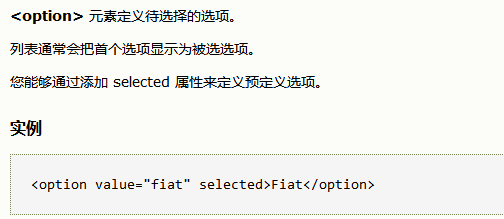 <option> 元素定义待选择的选项。
列表通常会把首个选项显示为被选选项。
您能够通过添加 selected 属性来定义预定义选项。
实例
<option value="fiat" selected>Fiat</option>